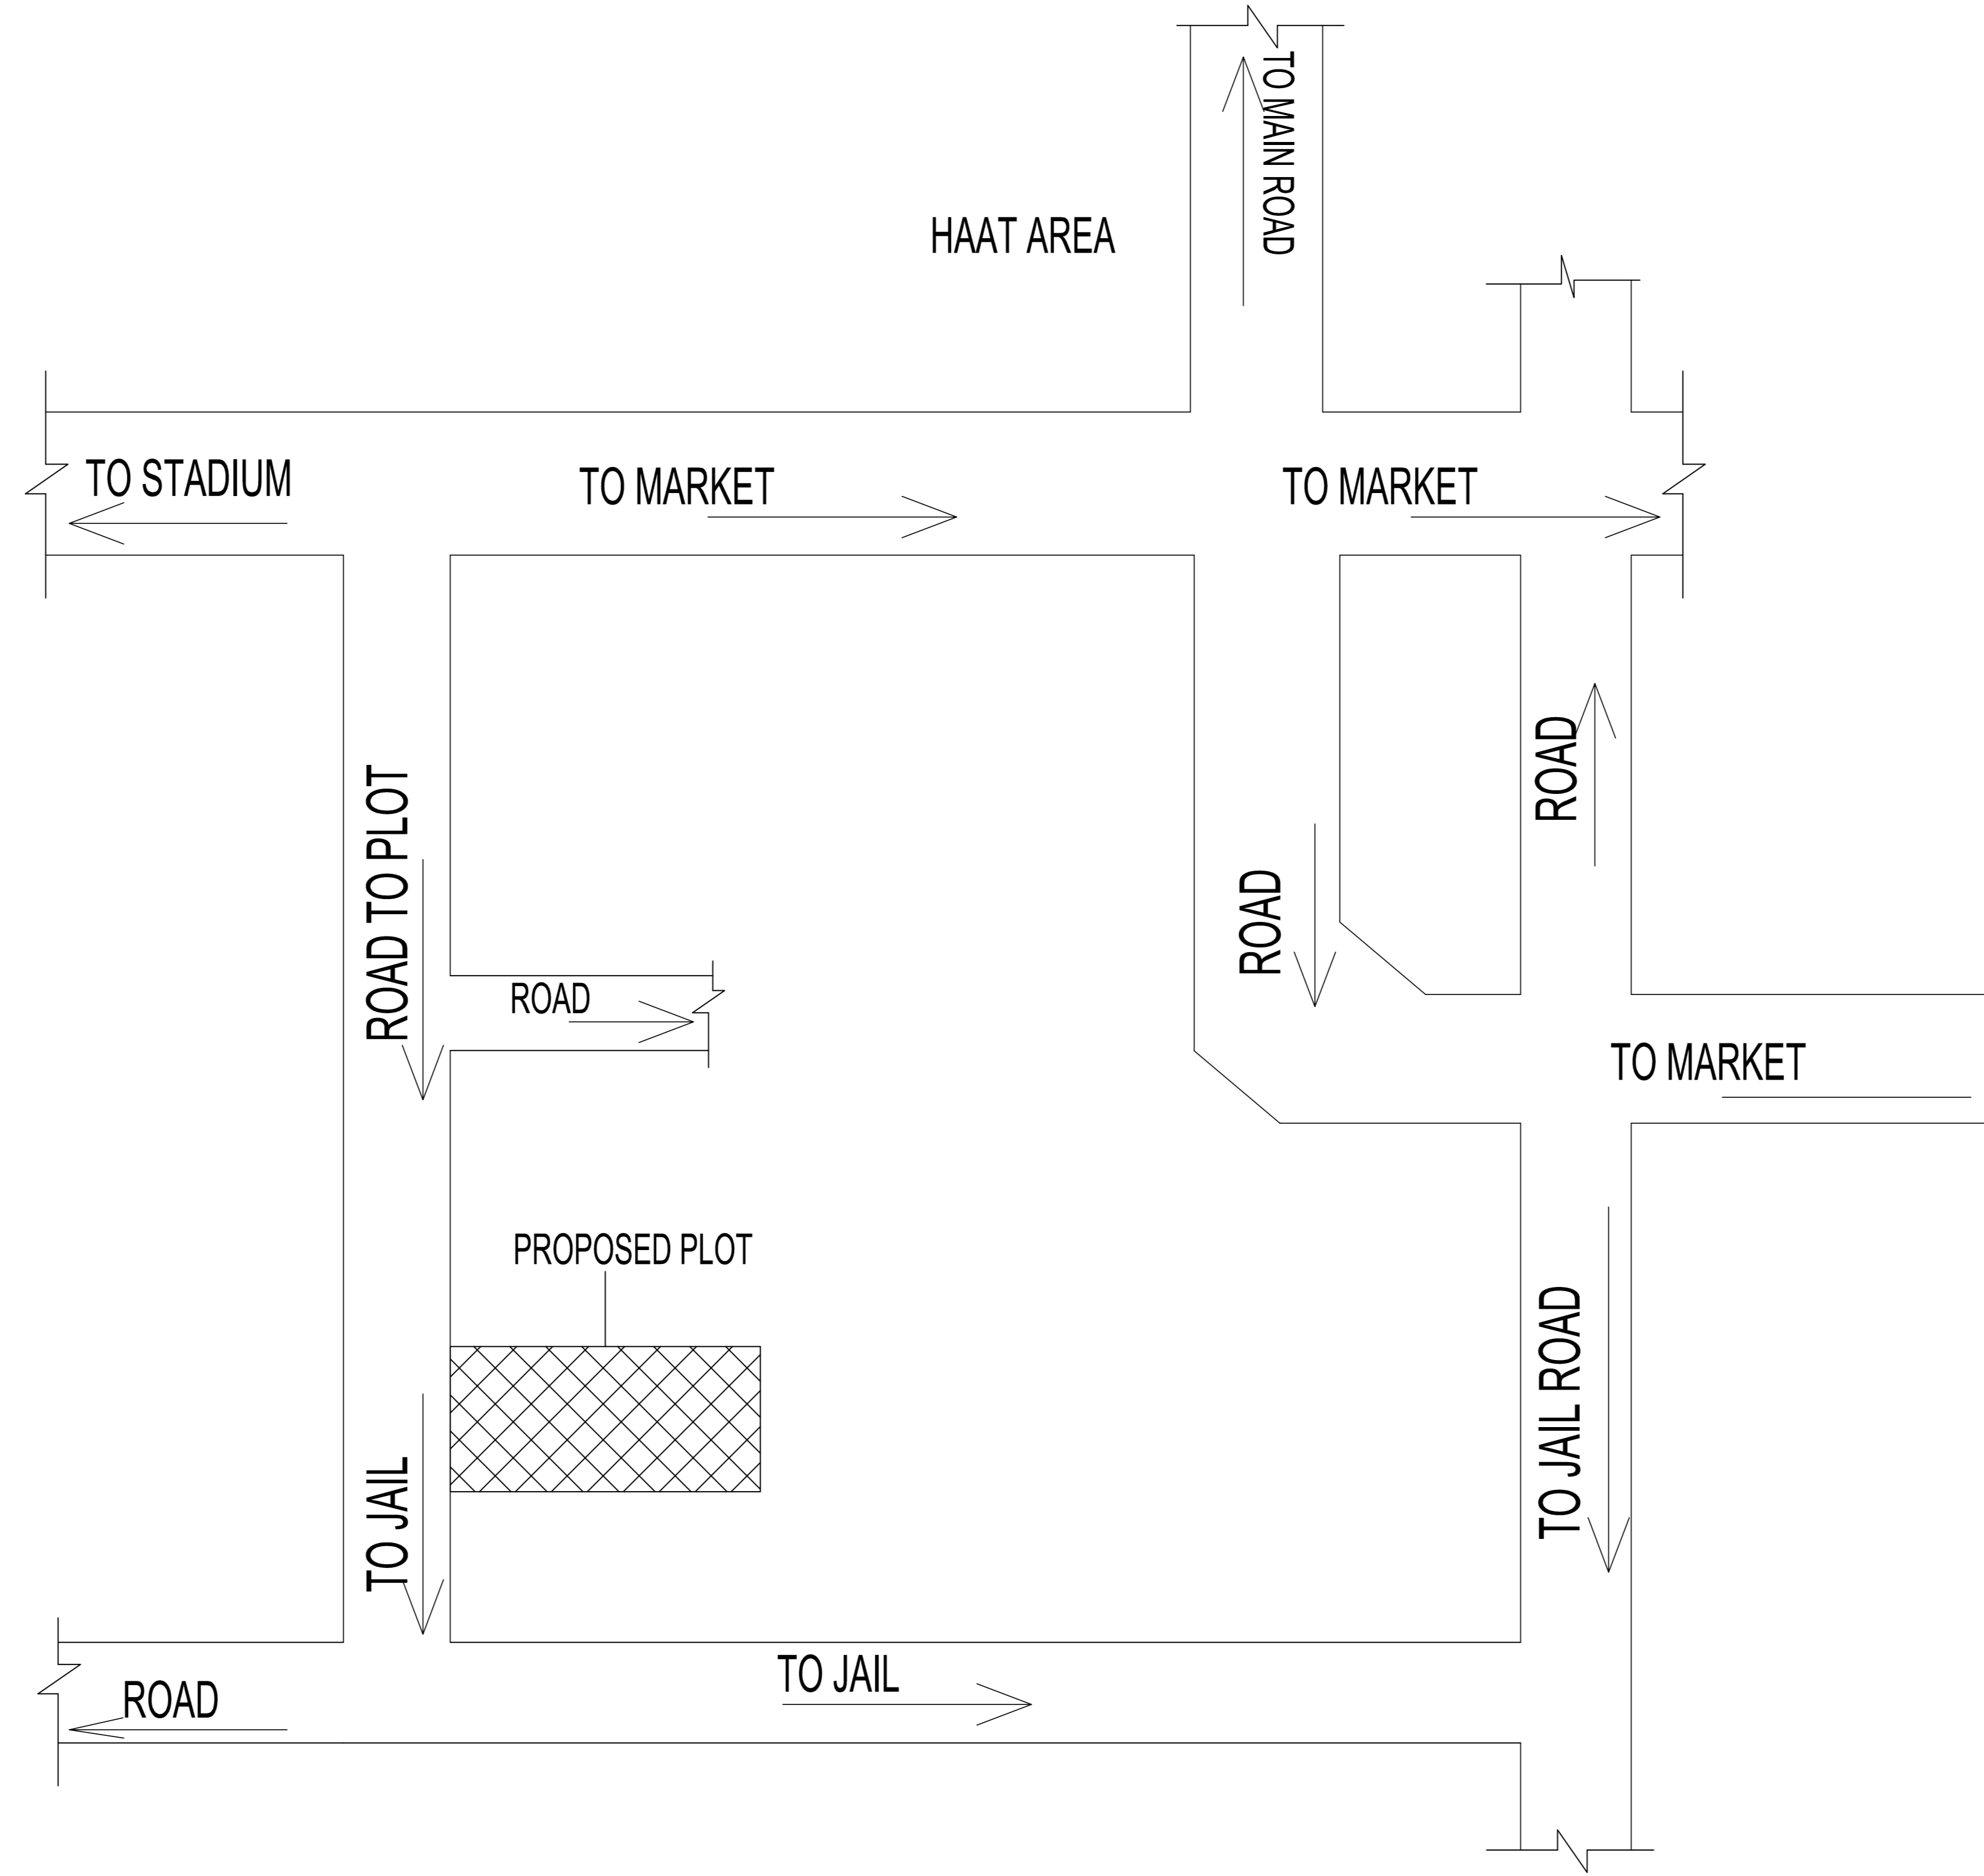 TO MAIN ROAD
HAAT AREA
TO STADIUM
TO MARKET
TO MARKET
ROAD TO PLOT
ROAD
ROAD
ROAD
TO MARKET
PROPOSED PLOT
TO JAIL ROAD
TO JAIL
TO JAIL
ROAD